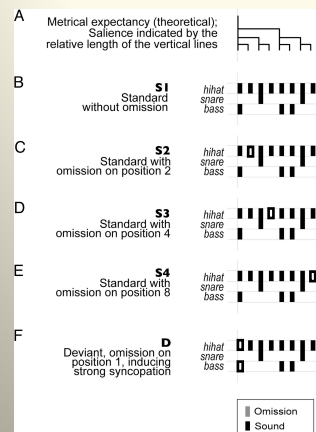 A
Metrical expectancy (theoretical);
Salience indicated by the
relative length of the vertical lines
B
S1
Standard
without omission
hihat
snare
bass
C
S2
Standard with
omission on position 2
hihat
snare
bass
D
S3
Standard with
omission on position 4
hihat
snare
bass
E
S4
Standard with
omission on position 8
hihat
snare
bass
F
D
Deviant, omission on
position 1, inducing
strong syncopation
hihat
snare
bass
Omission
Sound